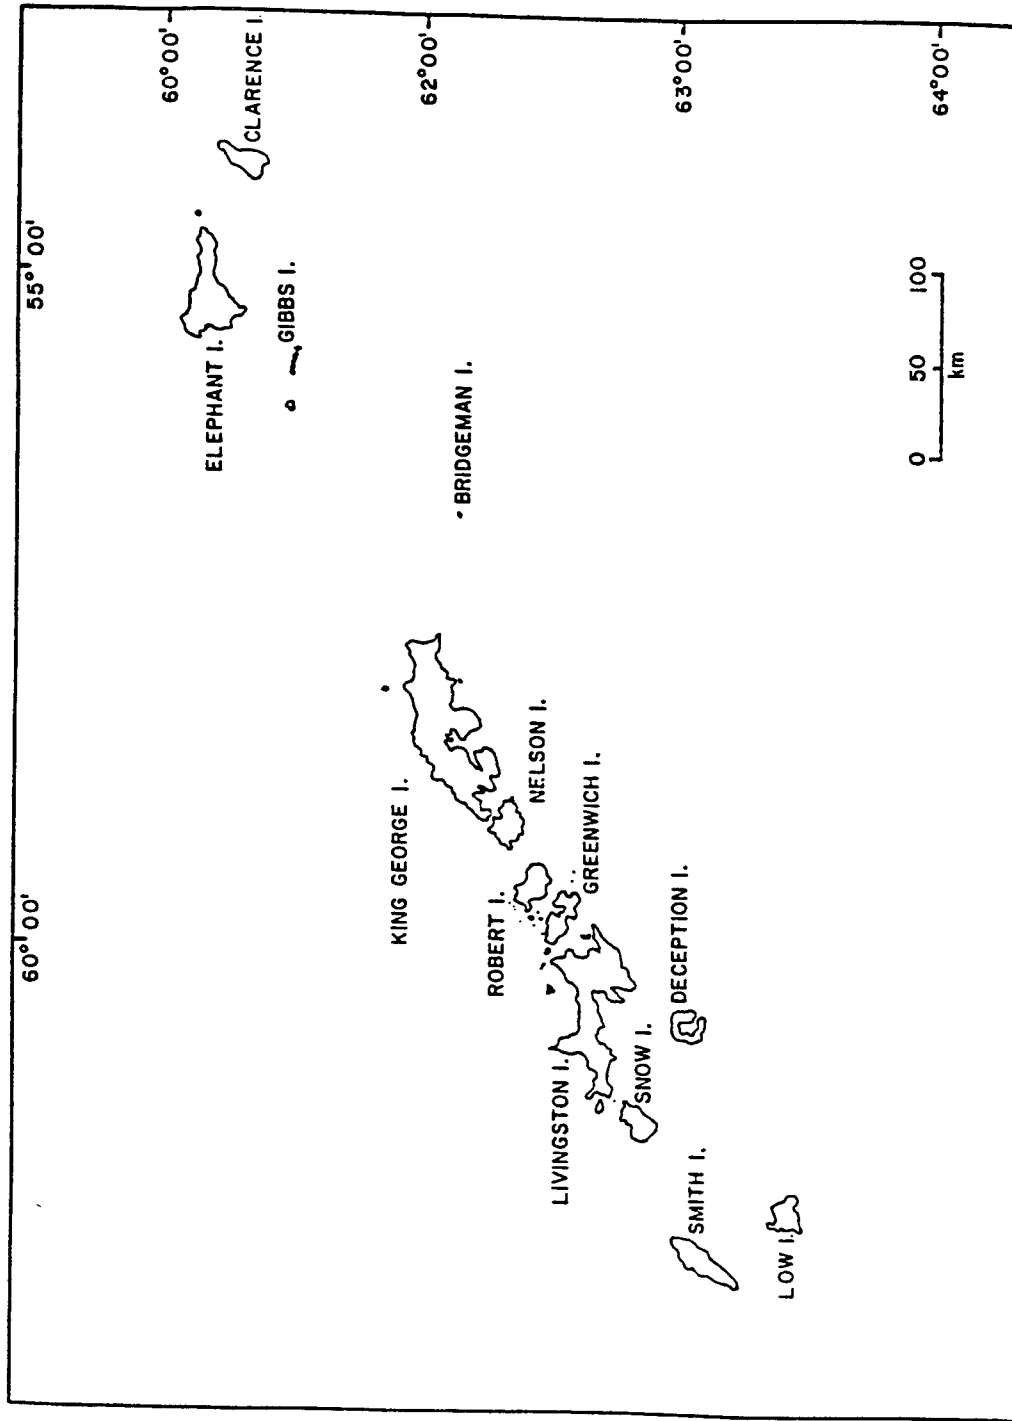 60°00'
55°00'
60°00'
62°00'
63°00'
64°00'
CLARENCE I.
ELEPHANT I.
GIBBS I.
BRIDGEMAN I.
KING GEORGE I.
NELSON I.
ROBERT I.
GREENWICH I.
LIVINGSTON I.
DECEPTION I.
SNOW I.
SMITH I.
LOW I.
0 50 100
km